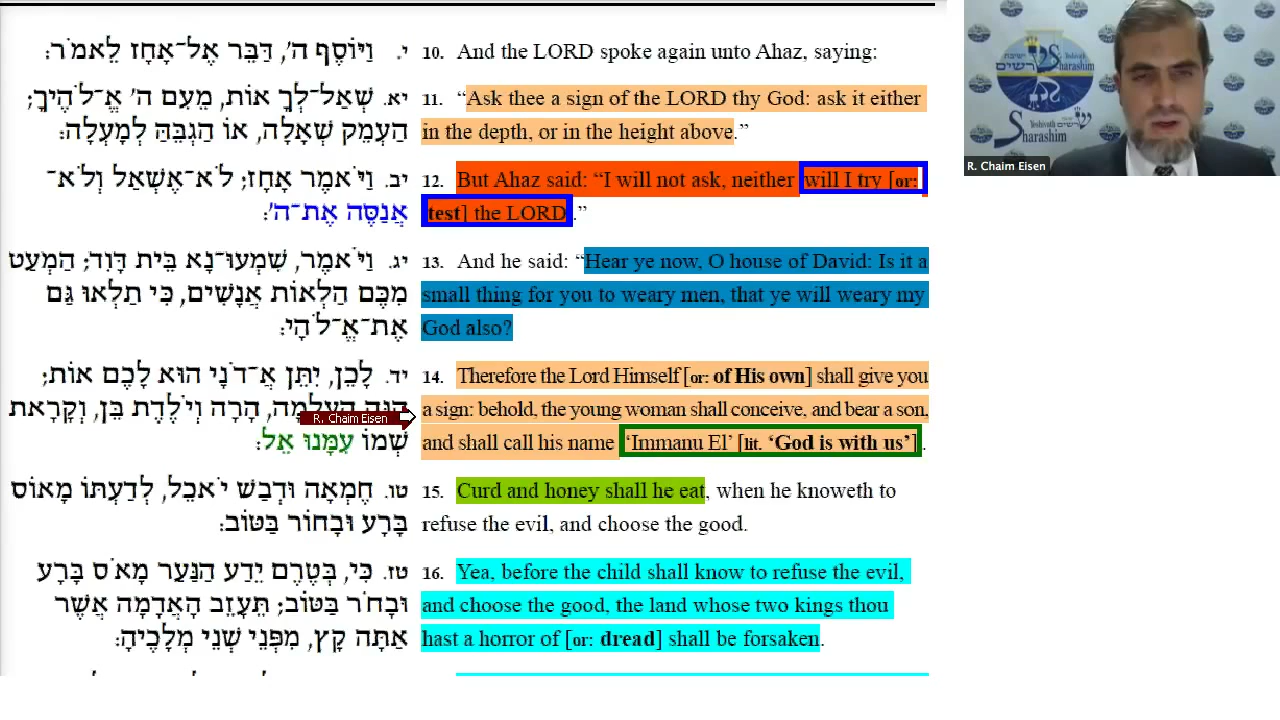 י. וַיּוֹסֶף ה', דַּבֵּר אֶל־אָחָז לֵאמֹר:
10. And the LORD spoke again unto Ahaz, saying:
יא. שְׁאַל־לְךָ אוֹת, מֵעִם ה' אֱ־לֹהֶיךָ;
הַעְמֵק שְׁאָלָה, אוֹ הַגְבֵּהַּ לְמָעְלָה:
11. “Ask thee a sign of the LORD thy God: ask it either
in the depth, or in the height above.”
יב. וַיֹּאמֶר אָחָז; לֹא־אֶשְׁאַל וְלֹא־
אֲנַסֶּה אֶת־ה':
12. But Ahaz said: “I will not ask, neither will I try [or:
test] the LORD.”
יג. וַיֹּאמֶר, שִׁמְעוּ־נָא בֵּית דָּוִד; הַמְעַט
מִכֶּם הַלְאוֹת אֲנָשִׁים, כִּי תַלְאוּ גַּם
אֶת־אֱ־לֹהָי:
13. And he said: “Hear ye now, O house of David: Is it a
small thing for you to weary men, that ye will weary my
God also?
יד. לָכֵן, יִתֵּן אֲ־דֹנָי הוּא לָכֶם אוֹת;
הָרָה וְיֹלֶדֶת בֵּן, וְקָרָאת
שְׁמוֹ עִמָּנוּ אֵל:
14. Therefore the Lord Himself [or: of His own] shall give you
a sign: behold, the young woman shall conceive, and bear a son,
and shall call his name ‘Immanu El’ [lit. ‘God is with us’].
טו. חֶמְאָה וּדְבַשׁ יֹאכֵל, לְדַעְתּוֹ מָאוֹס
בָּרָע וּבָחוֹר בַּטּוֹב:
15. Curd and honey shall he eat, when he knoweth to
refuse the evil, and choose the good.
טז. כִּי, בְּטֶרֶם יֵדַע הַנַּעַר מָאֹס בָּרָע
וּבָחֹר בַּטּוֹב; תֵּעָזֵב הָאֲדָמָה אֲשֶׁר
אַתָּה קָץ, מִפְּנֵי שְׁנֵי מְלָכֶיהָ:
16. Yea, before the child shall know to refuse the evil,
and choose the good, the land whose two kings thou
hast a horror of [or: dread] shall be forsaken.
R. Chaim Eisen
Yeshivath
Sharashim
R. Chaim Eisen